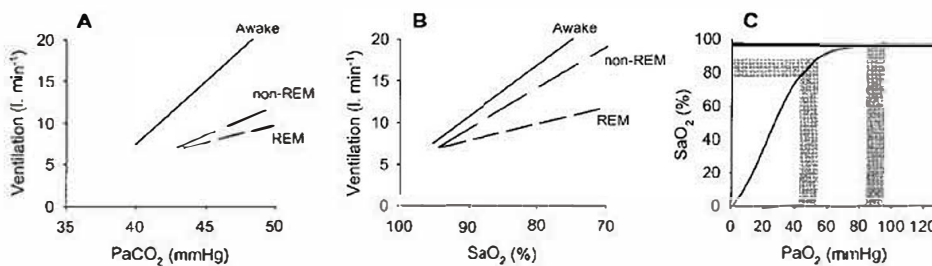 A
Ventilation (l. min⁻¹)
20
15
10
5
0
35
40
45
50
PaCO₂ (mmHg)
Awake
non-REM
REM
B
Ventilation (l. min⁻¹)
20
15
10
5
0
100
90
80
70
SaO₂ (%)
Awake
non-REM
REM
C
SaO₂ (%)
100
80
60
40
20
0
0
20
40
60
80
100
120
PaO₂ (mmHg)